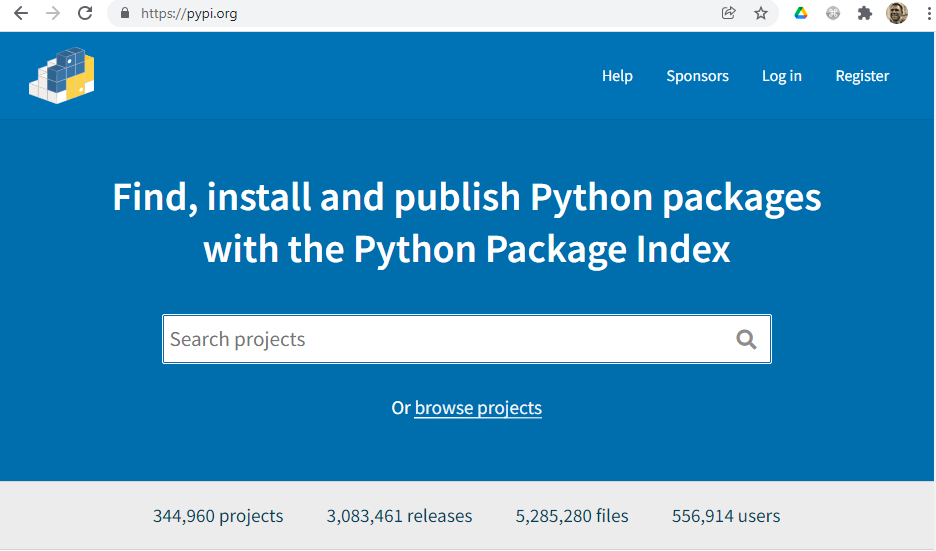 https://pypi.org
Help Sponsors Log in Register
Find, install and publish Python packages
with the Python Package Index
Search projects
Or browse projects
344,960 projects 3,083,461 releases 5,285,280 files 556,914 users